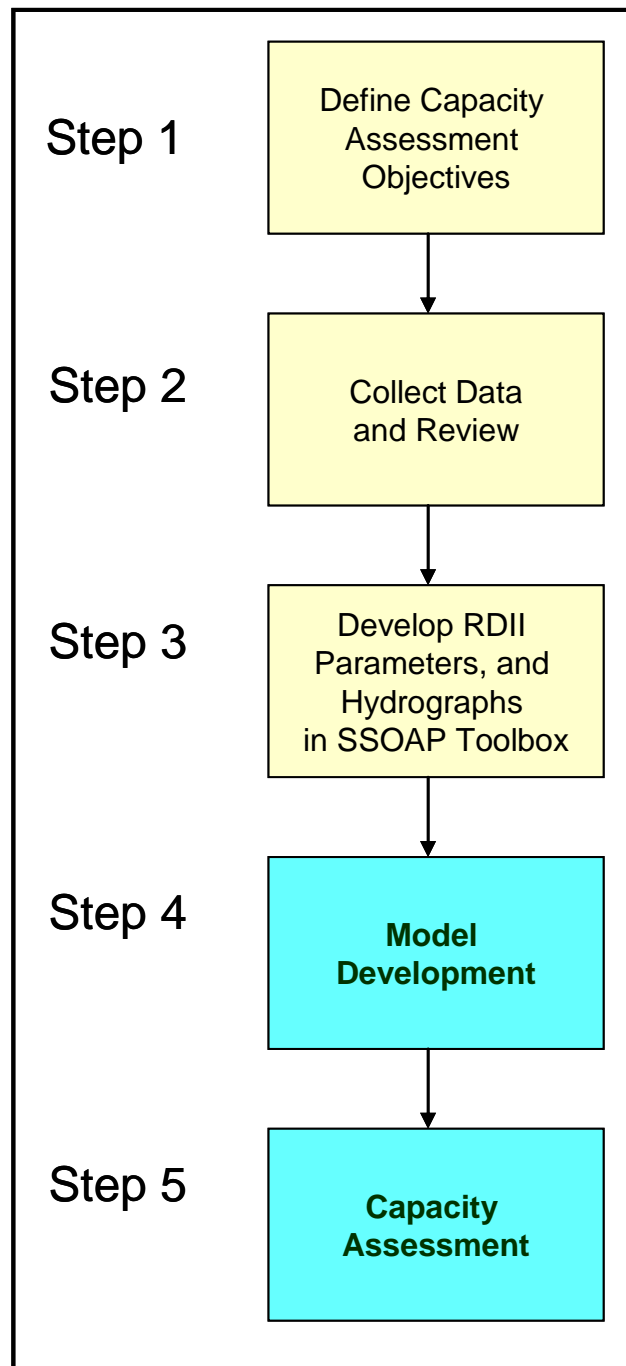 Step 1
Define Capacity
Assessment
Objectives
Step 2
Collect Data
and Review
Step 3
Develop RDII
Parameters, and
Hydrographs
in SSOAP Toolbox
Step 4
Model
Development
Step 5
Capacity
Assessment